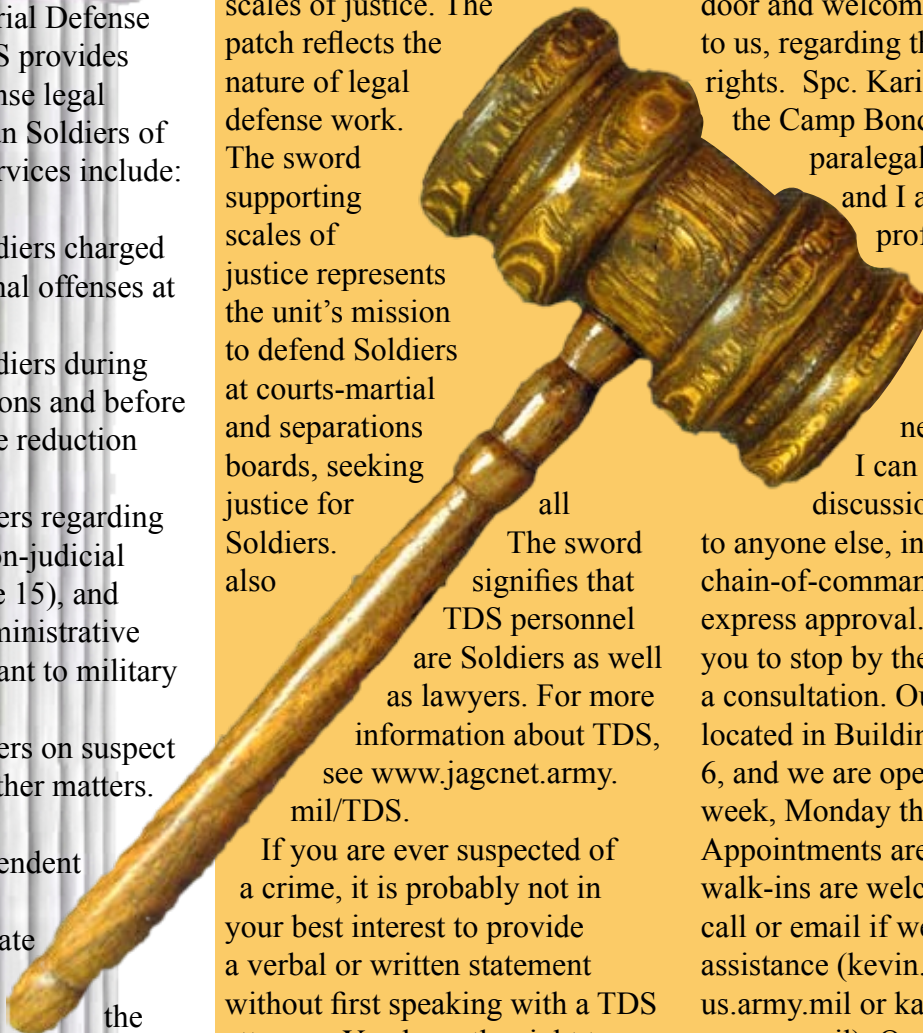 rial Defense
S provides
nse legal
an Soldiers of
rvices include:
diers charged
nal offenses at
diers during
ons and before
e reduction
ers regarding
on-judicial
e 15), and
ministrative
ant to military
ers on suspect
ther matters.
endent
ate
the
scales of justice. The
patch reflects the
nature of legal
defense work.
The sword
supporting
scales of
justice represents
the unit’s mission
to defend Soldiers
at courts-martial
and separations
boards, seeking
justice for all
Soldiers. The sword
also signifies that
TDS personnel
are Soldiers as well
as lawyers. For more
information about TDS,
see www.jagcnet.army.
mil/TDS.
If you are ever suspected of
a crime, it is probably not in
your best interest to provide
a verbal or written statement
without first speaking with a TDS
door and welcom
to us, regarding th
rights. Spc. Kari
the Camp Bond
paralegal
and I a
prof
ne
I can
discussio
to anyone else, in
chain-of-comman
express approval.
you to stop by the
a consultation. Ou
located in Buildin
6, and we are ope
week, Monday th
Appointments are
walk-ins are welc
call or email if we
assistance (kevin.
us.army.mil or ka